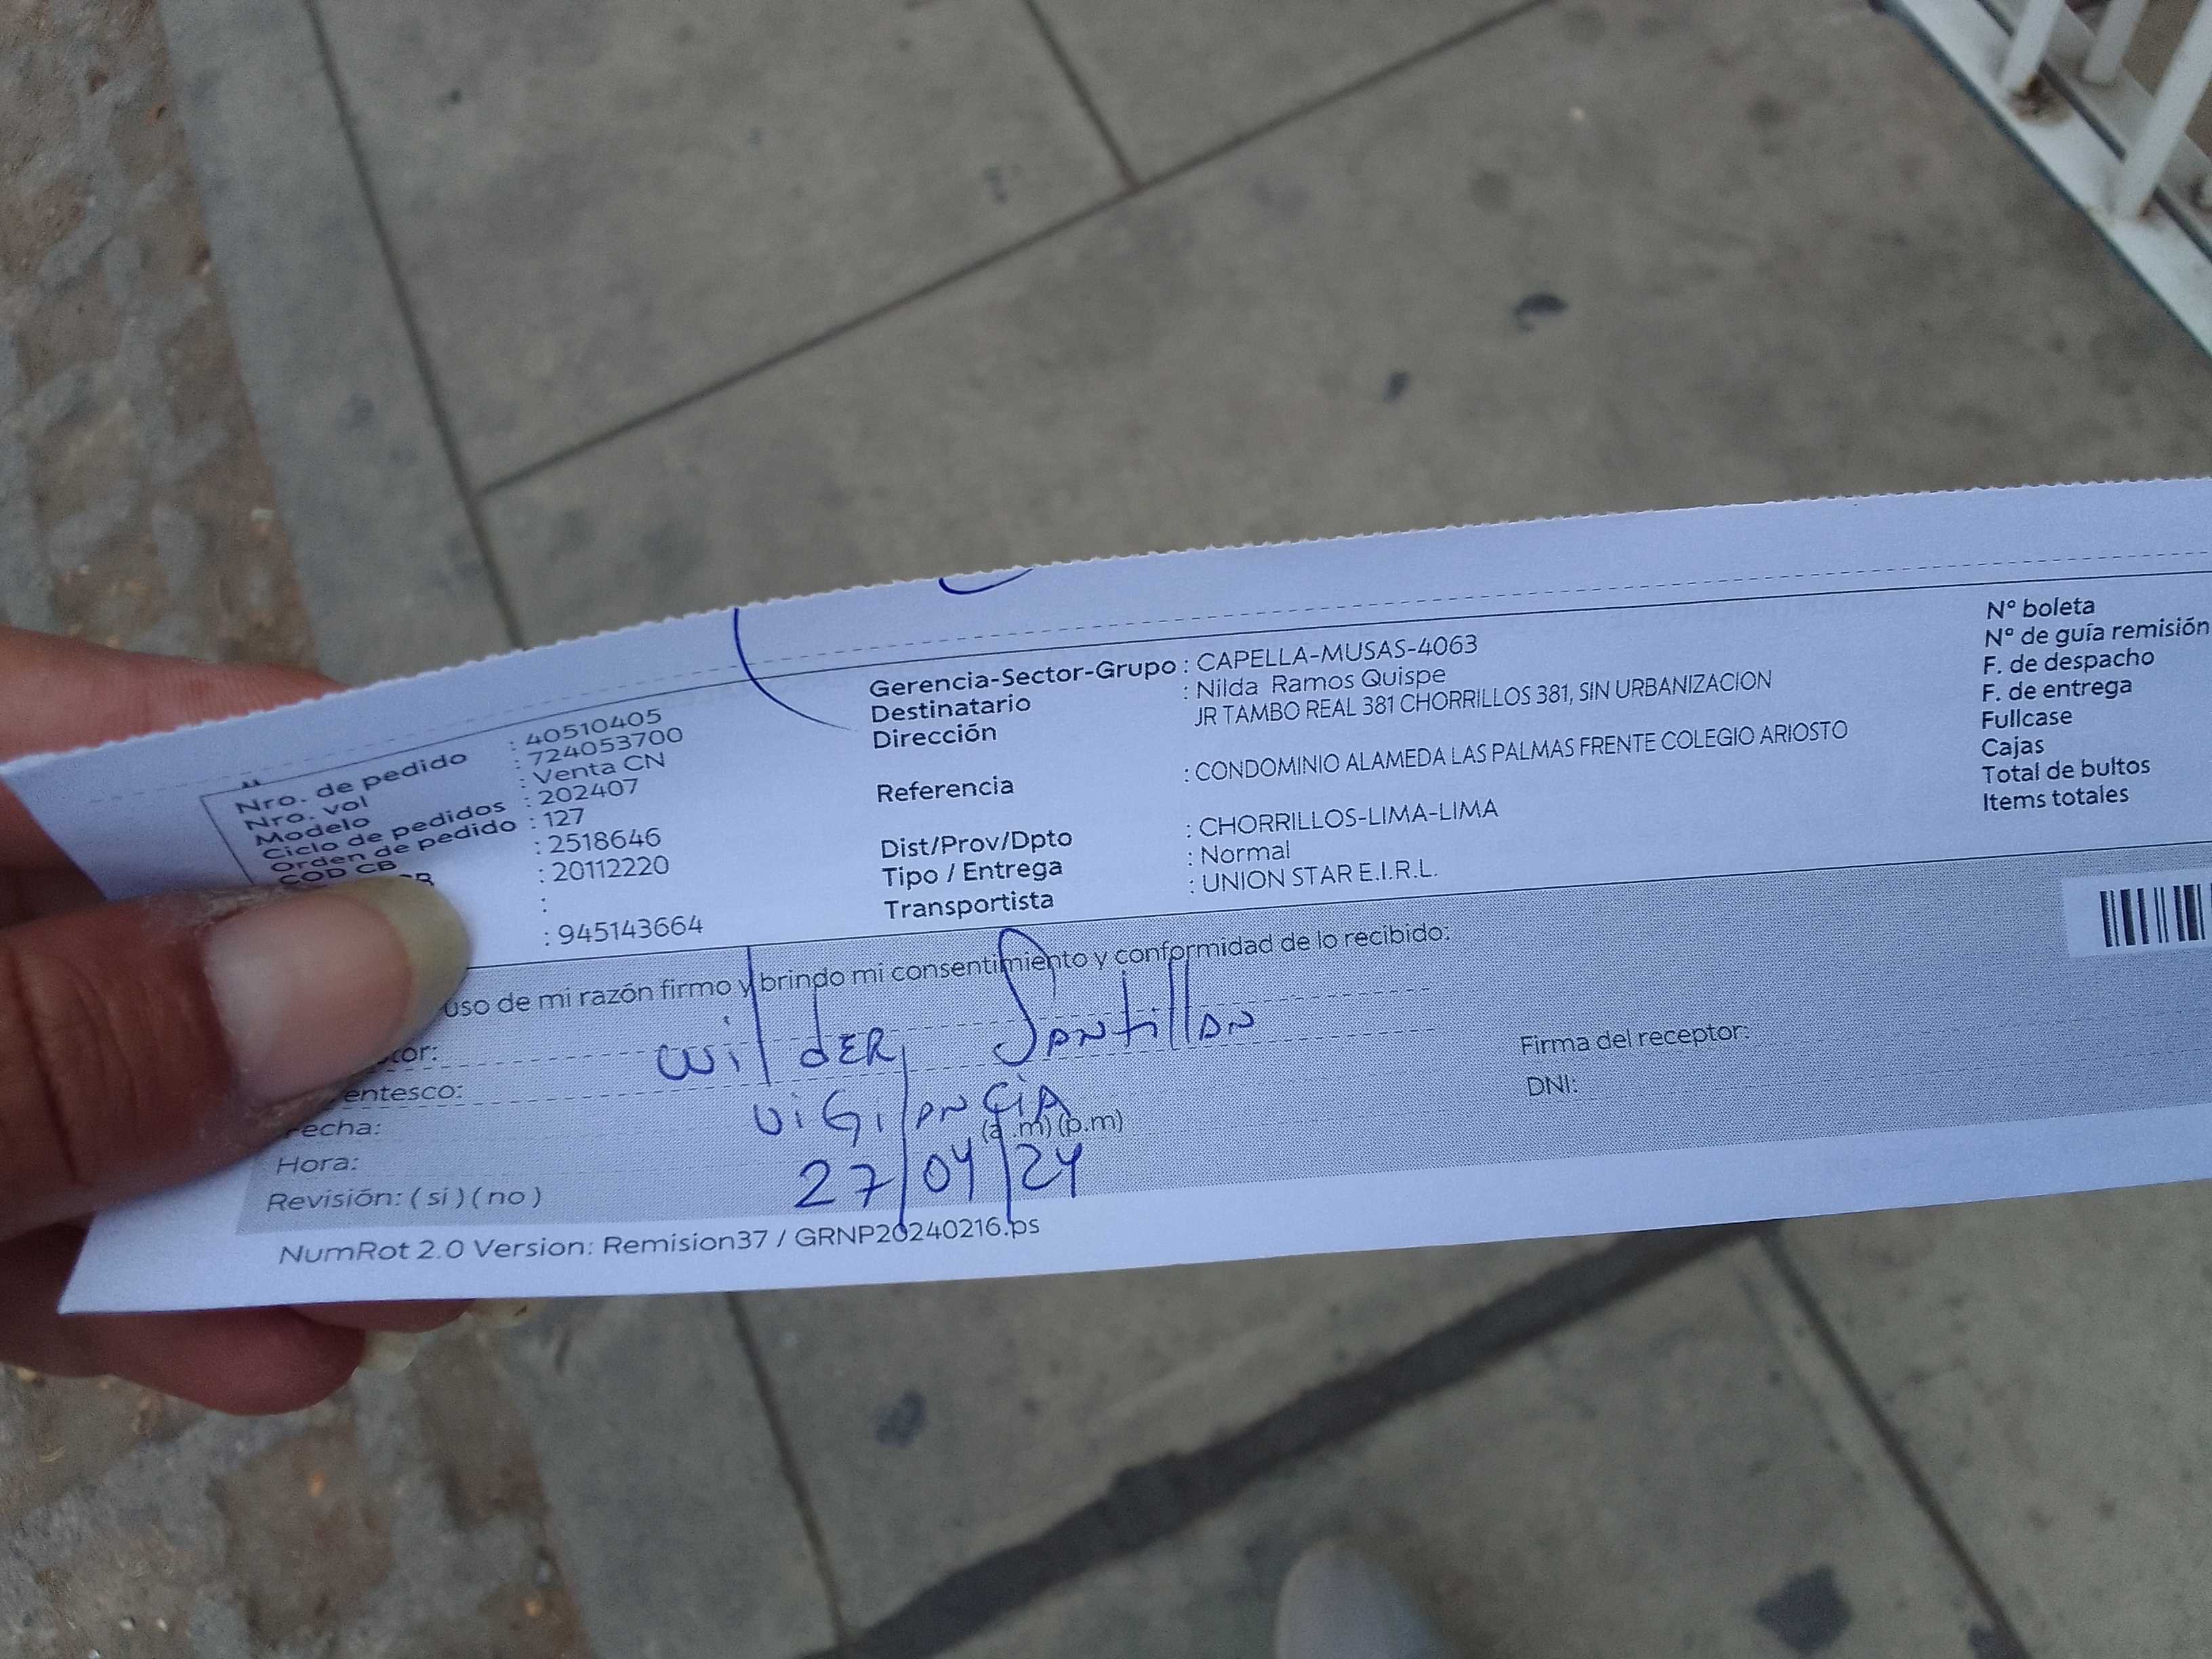 Nro. de pedido : 40510405
Nro. vol : 724053700
Modelo : Venta CN
Ciclo de pedidos : 202407
Orden de pedido : 127
COD CB : 2518646
: 20112220
:
: 945143664
Gerencia-Sector-Grupo : CAPELLA-MUSAS-4063
Destinatario : Nilda Ramos Quispe
Dirección JR TAMBO REAL 381 CHORRILLOS 381, SIN URBANIZACION
Referencia : CONDOMINIO ALAMEDA LAS PALMAS FRENTE COLEGIO ARIOSTO
Dist/Prov/Dpto : CHORRILLOS-LIMA-LIMA
Tipo / Entrega : Normal
Transportista : UNION STAR E.I.R.L.
N° boleta
N° de guía remisión
F. de despacho
F. de entrega
Fullcase
Cajas
Total de bultos
Items totales
uso de mi razón firmo y brindo mi consentimiento y conformidad de lo recibido:
tor: wilder Santillan
entesco: vigilancia
echa: 27/04/24
Hora: (a.m) (p.m)
Revisión: ( si ) ( no )
Firma del receptor:
DNI:
NumRot 2.0 Version: Remision37 / GRNP20240216.ps